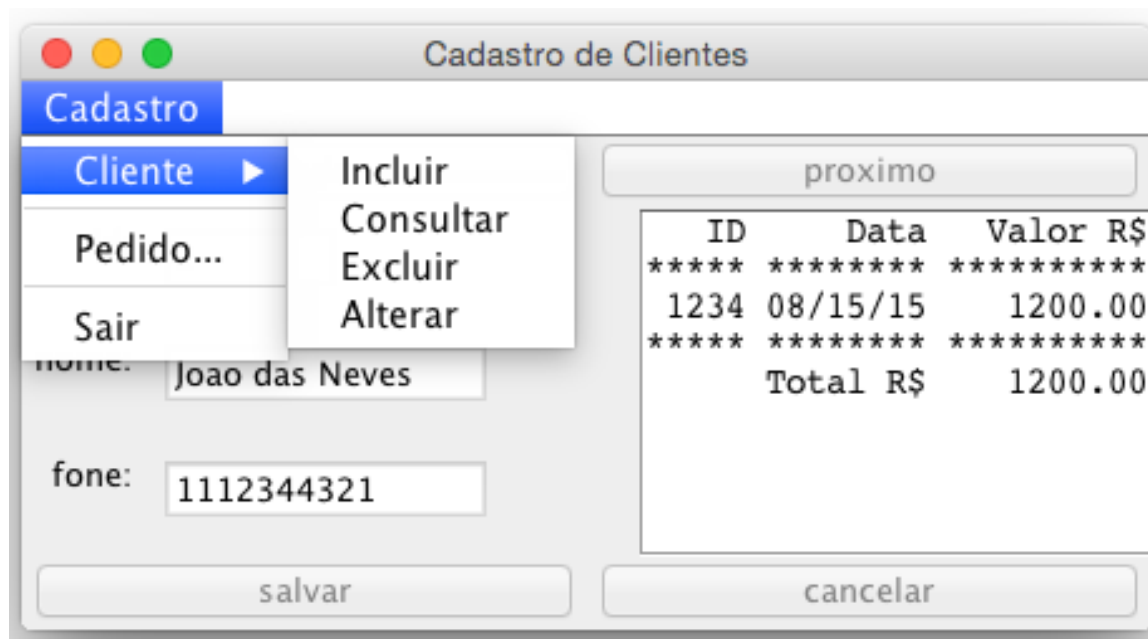 Cadastro de Clientes
Cadastro
Cliente ▶
Pedido...
Sair
Incluir
Consultar
Excluir
Alterar
proximo
ID Data Valor R$
***** ******** **********
1234 08/15/15 1200.00
***** ******** **********
Total R$ 1200.00
nome: Joao das Neves
fone: 1112344321
salvar
cancelar